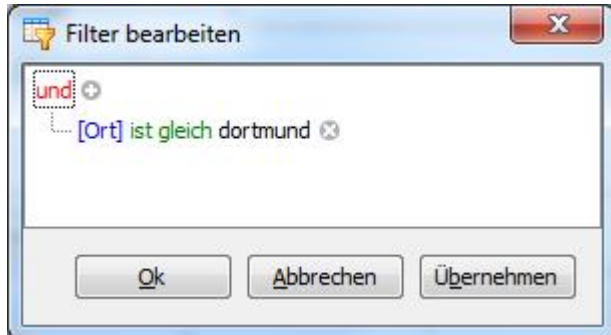 Filter bearbeiten
und
[Ort] ist gleich dortmund
Ok Abbrechen Übernehmen